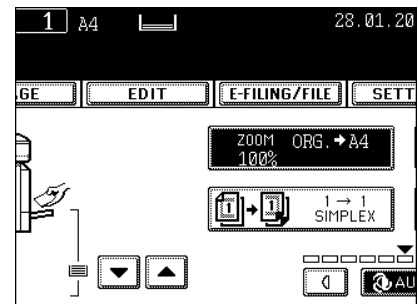 1 A4 28.01.20
GE EDIT E-FILING/FILE SETT
ZOOM ORG.➔A4
100%
1 1 1 → 1
SIMPLEX
AU